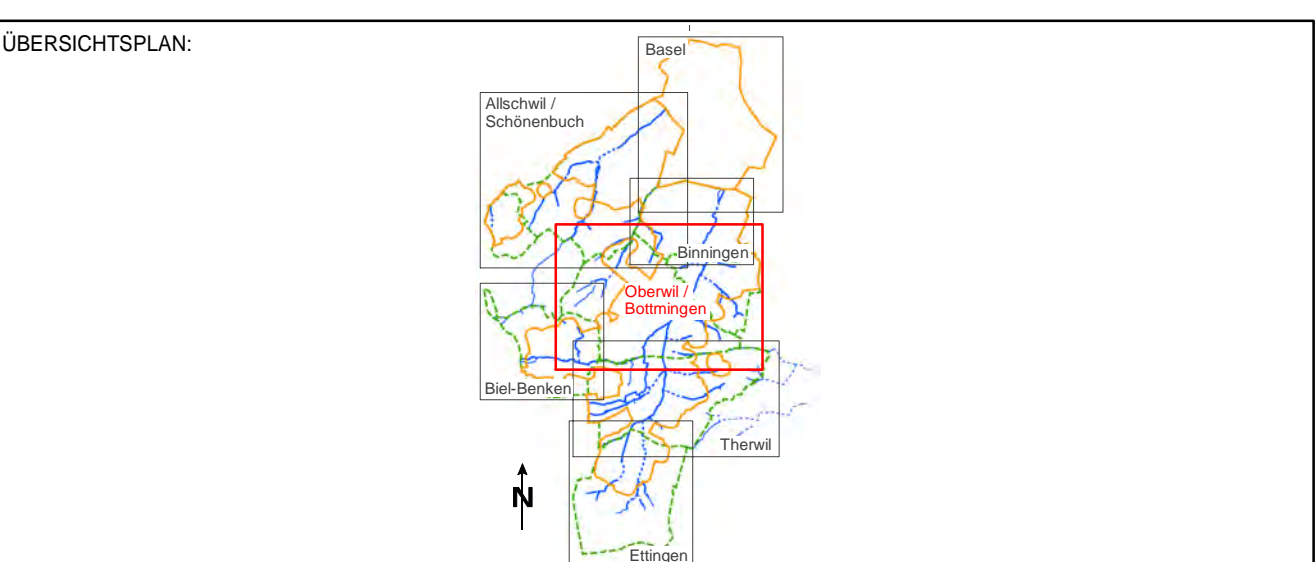 ÜBERSICHTSPLAN:
Basel
Allschwil /
Schönenbuch
Binningen
Oberwil /
Bottmingen
Biel-Benken
Therwil
N
Ettingen